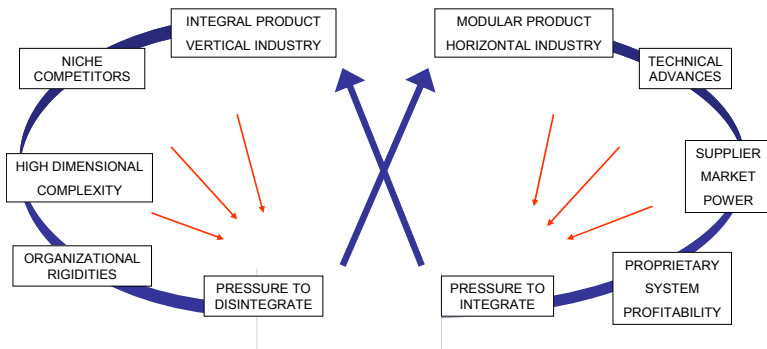 INTEGRAL PRODUCT
VERTICAL INDUSTRY
MODULAR PRODUCT
HORIZONTAL INDUSTRY
NICHE
COMPETITORS
TECHNICAL
ADVANCES
HIGH DIMENSIONAL
COMPLEXITY
SUPPLIER
MARKET
POWER
ORGANIZATIONAL
RIGIDITIES
PRESSURE TO
DISINTEGRATE
PRESSURE TO
INTEGRATE
PROPRIETARY
SYSTEM
PROFITABILITY